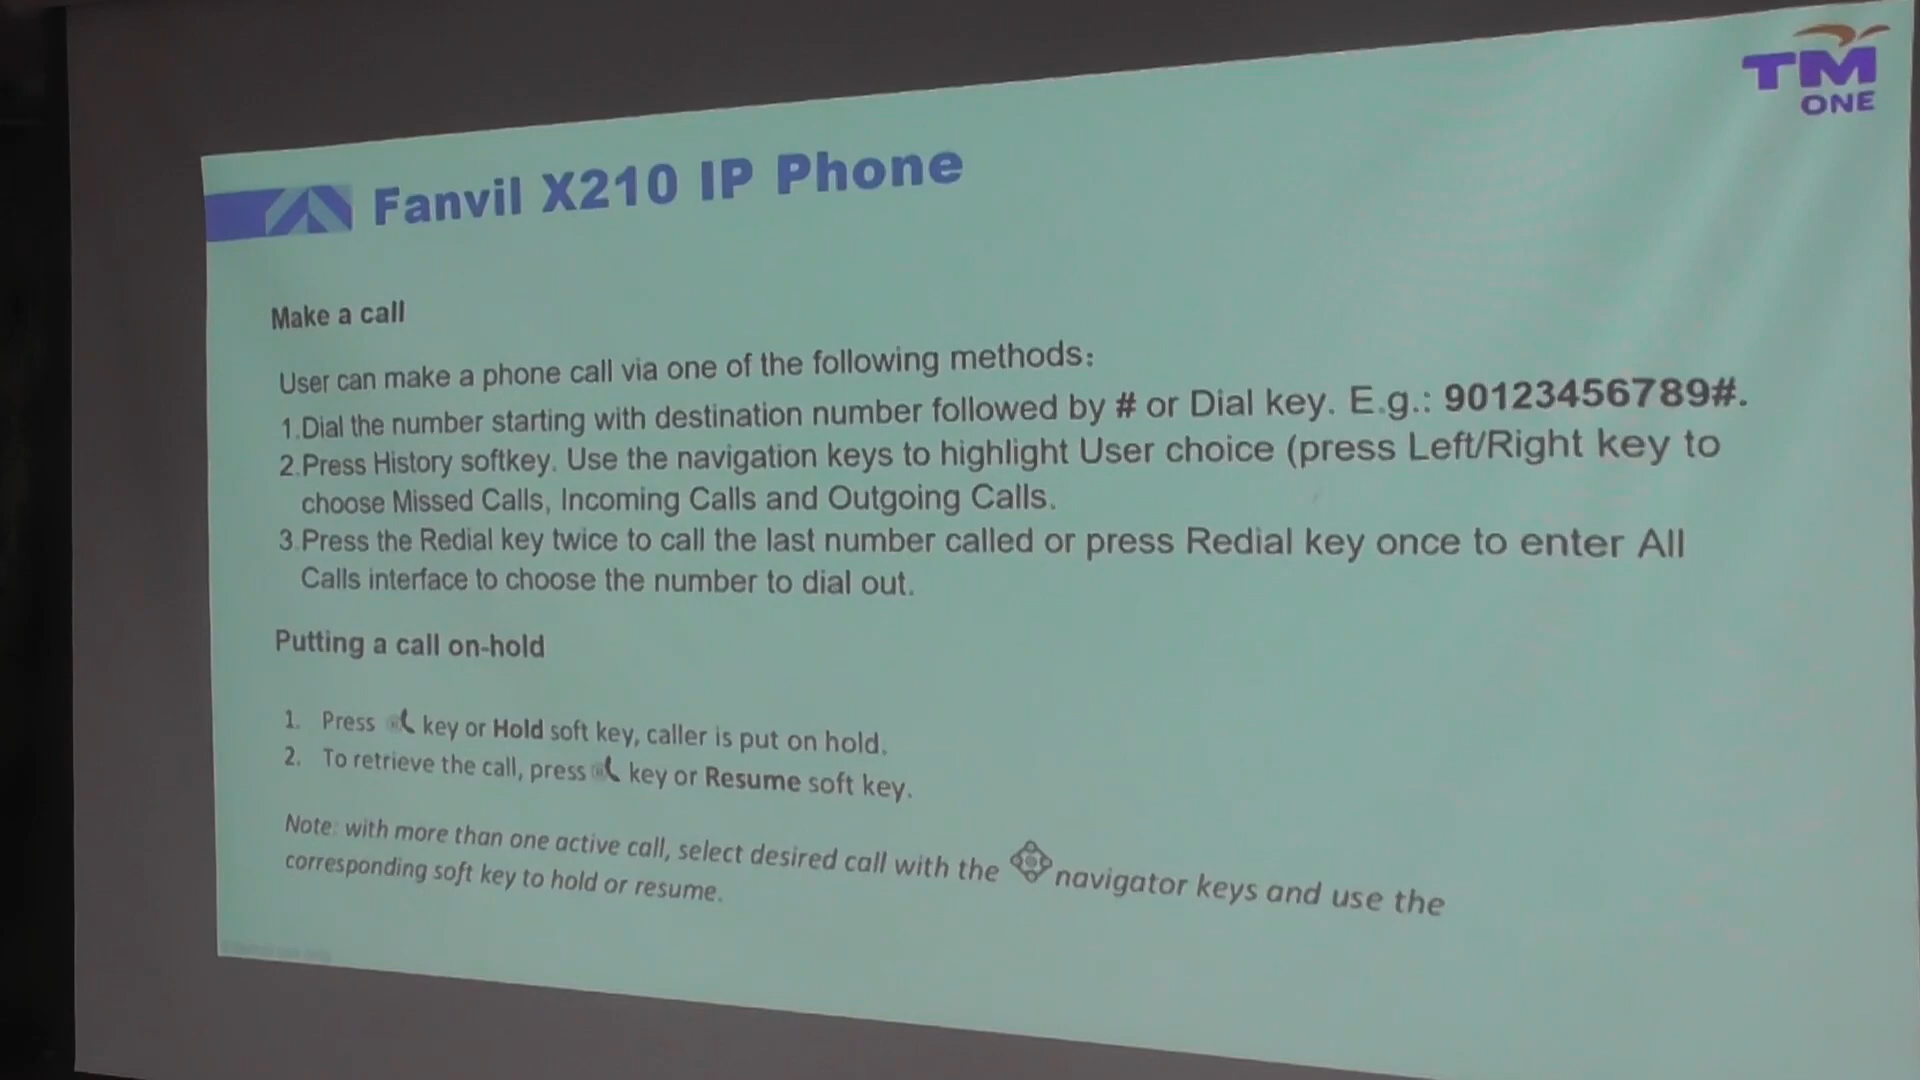 TM
ONE
Fanvil X210 IP Phone
Make a call
User can make a phone call via one of the following methods:
1.Dial the number starting with destination number followed by # or Dial key. E.g.: 90123456789#.
2.Press History softkey. Use the navigation keys to highlight User choice (press Left/Right key to
choose Missed Calls, Incoming Calls and Outgoing Calls.
3.Press the Redial key twice to call the last number called or press Redial key once to enter All
Calls interface to choose the number to dial out.
Putting a call on-hold
1. Press key or Hold soft key, caller is put on hold.
2. To retrieve the call, press key or Resume soft key.
Note: with more than one active call, select desired call with the navigator keys and use the
corresponding soft key to hold or resume.